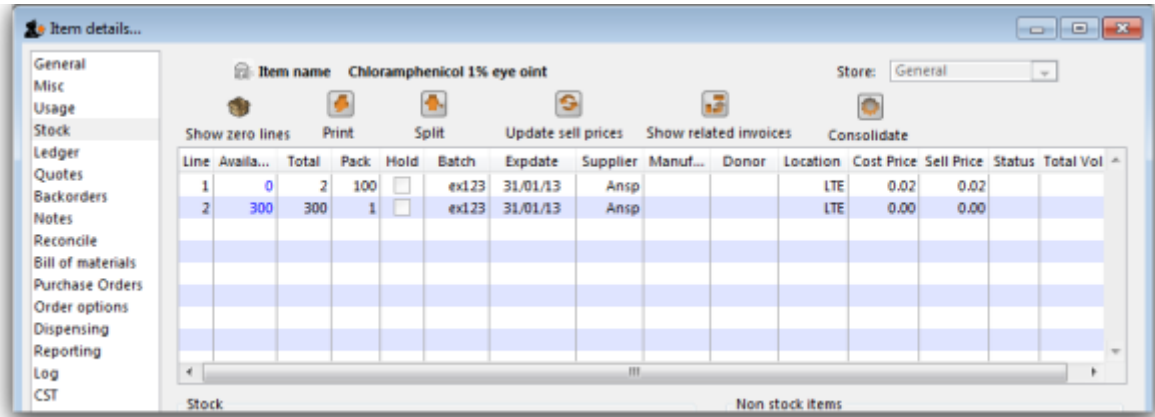 Item details...
General
Misc
Usage
Stock
Ledger
Quotes
Backorders
Notes
Reconcile
Bill of materials
Purchase Orders
Order options
Dispensing
Reporting
Log
CST
Item name Chloramphenicol 1% eye oint Store: General
Show zero lines Print Split Update sell prices Show related invoices Consolidate
Line Availa... Total Pack Hold Batch Expdate Supplier Manuf... Donor Location Cost Price Sell Price Status Total Vol
1 0 2 100 ex123 31/01/13 Ansp LTE 0.02 0.02
2 300 300 1 ex123 31/01/13 Ansp LTE 0.00 0.00
Stock Non stock items